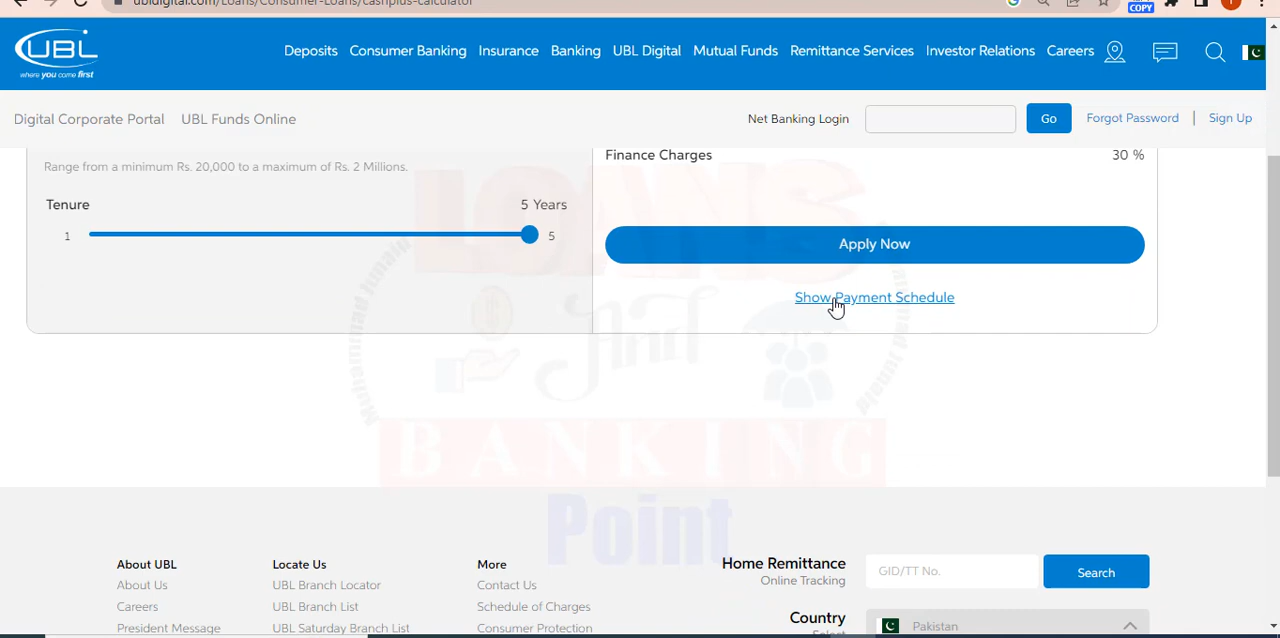 ubldigital.com/Loans/Consumer-Loans/cashplus-calculator
COPY
UBL
where you come first
Deposits Consumer Banking Insurance Banking UBL Digital Mutual Funds Remittance Services Investor Relations Careers
Digital Corporate Portal UBL Funds Online
Net Banking Login Go Forgot Password | Sign Up
Range from a minimum Rs. 20,000 to a maximum of Rs. 2 Millions.
Tenure 5 Years
1 5
Finance Charges 30 %
Apply Now
Show Payment Schedule
LOANS
And
BANKING
Point
About UBL
About Us
Careers
President Message
Locate Us
UBL Branch Locator
UBL Branch List
UBL Saturday Branch List
More
Contact Us
Schedule of Charges
Consumer Protection
Home Remittance
Online Tracking
GID/TT No.
Search
Country
Select
Pakistan